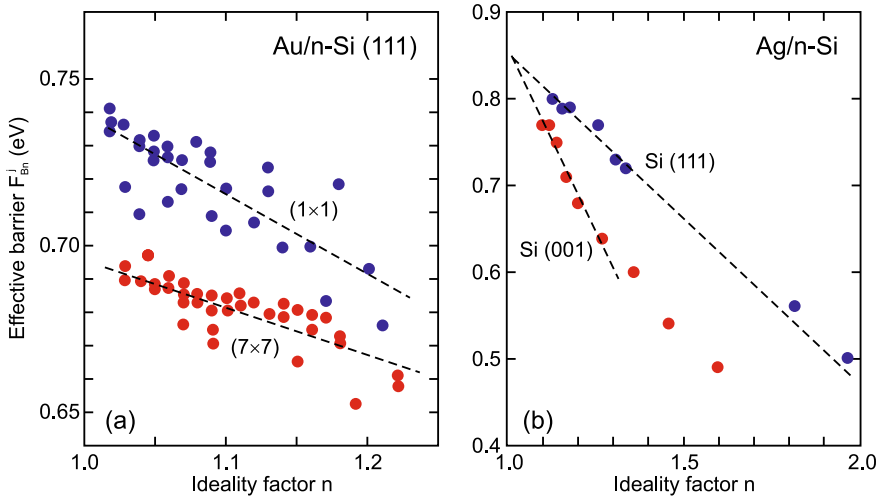 Au/n-Si (111)
Effective barrier F^j_Bn (eV)
0.75
0.70
0.65
(1×1)
(7×7)
(a)
1.0
1.1
1.2
Ideality factor n
Ag/n-Si
0.9
0.8
0.7
0.6
0.5
0.4
Si (111)
Si (001)
(b)
1.0
1.5
2.0
Ideality factor n